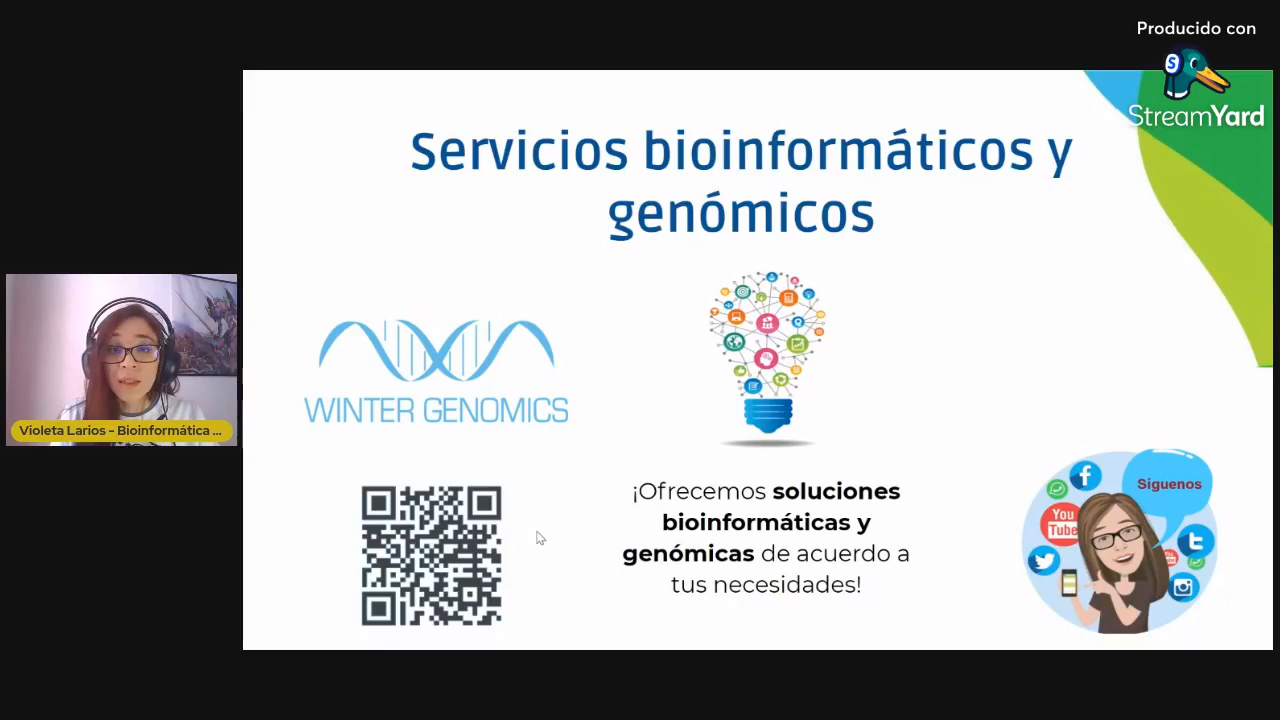 Producido con
StreamYard
Servicios bioinformáticos y
genómicos
WINTER GENOMICS
Violeta Larios - Bioinformática ...
¡Ofrecemos soluciones
bioinformáticas y
genómicas de acuerdo a
tus necesidades!
Síguenos
You
Tube